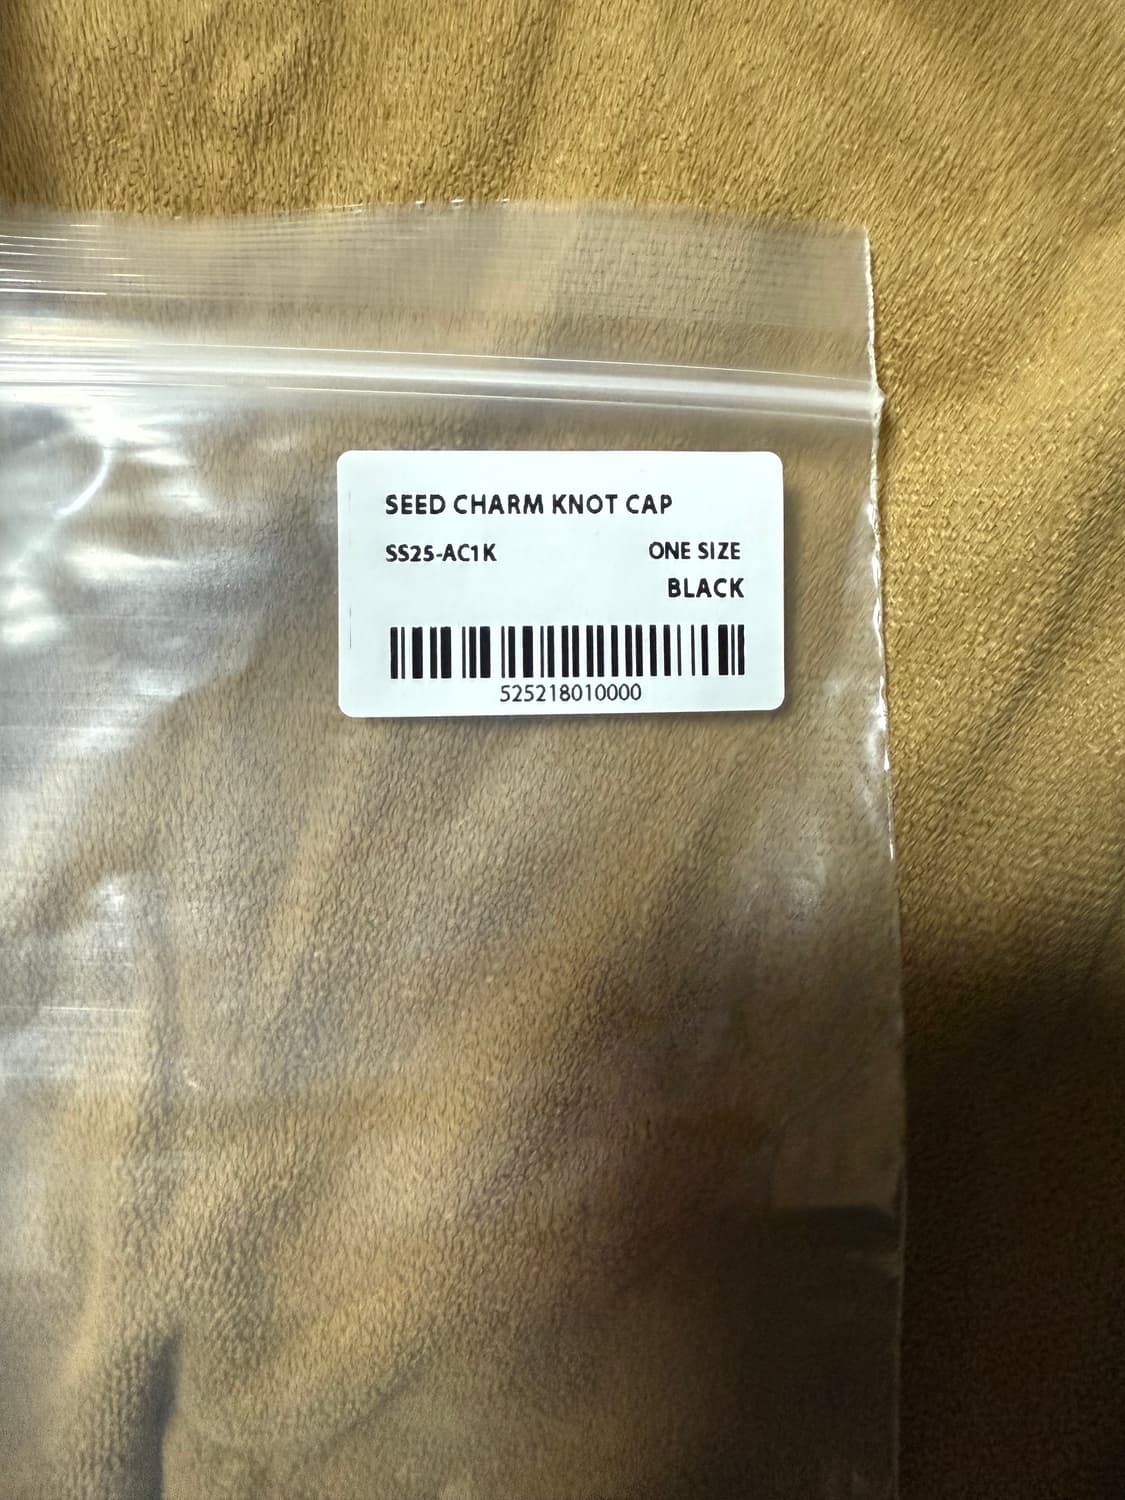 SEED CHARM KNOT CAP
SS25-AC1K ONE SIZE
BLACK
525218010000